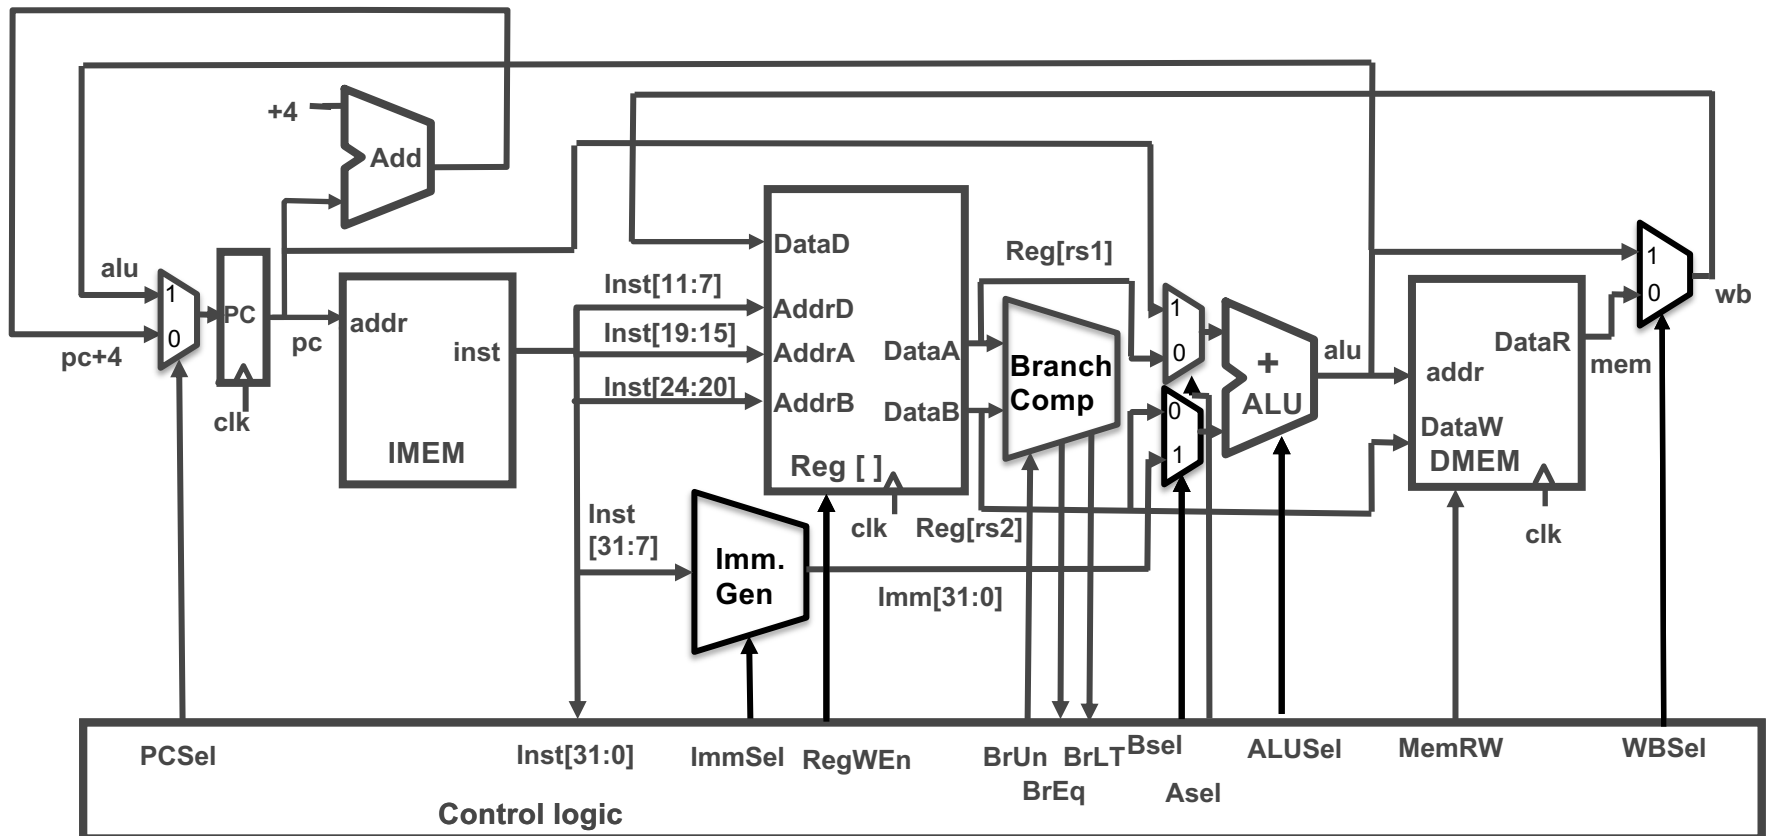 +4
Add
alu
1
0
pc+4
PC
clk
pc
addr
inst
IMEM
Inst[11:7]
Inst[19:15]
Inst[24:20]
DataD
AddrD
AddrA
AddrB
DataA
DataB
Reg [ ]
clk
Reg[rs1]
Reg[rs2]
Branch
Comp
1
0
0
1
+
ALU
alu
addr
DataW
DataR
DMEM
clk
mem
1
0
wb
Inst
[31:7]
Imm.
Gen
Imm[31:0]
PCSel
Inst[31:0]
ImmSel
RegWEn
BrUn
BrEq
BrLT
Bsel
Asel
ALUSel
MemRW
WBSel
Control logic